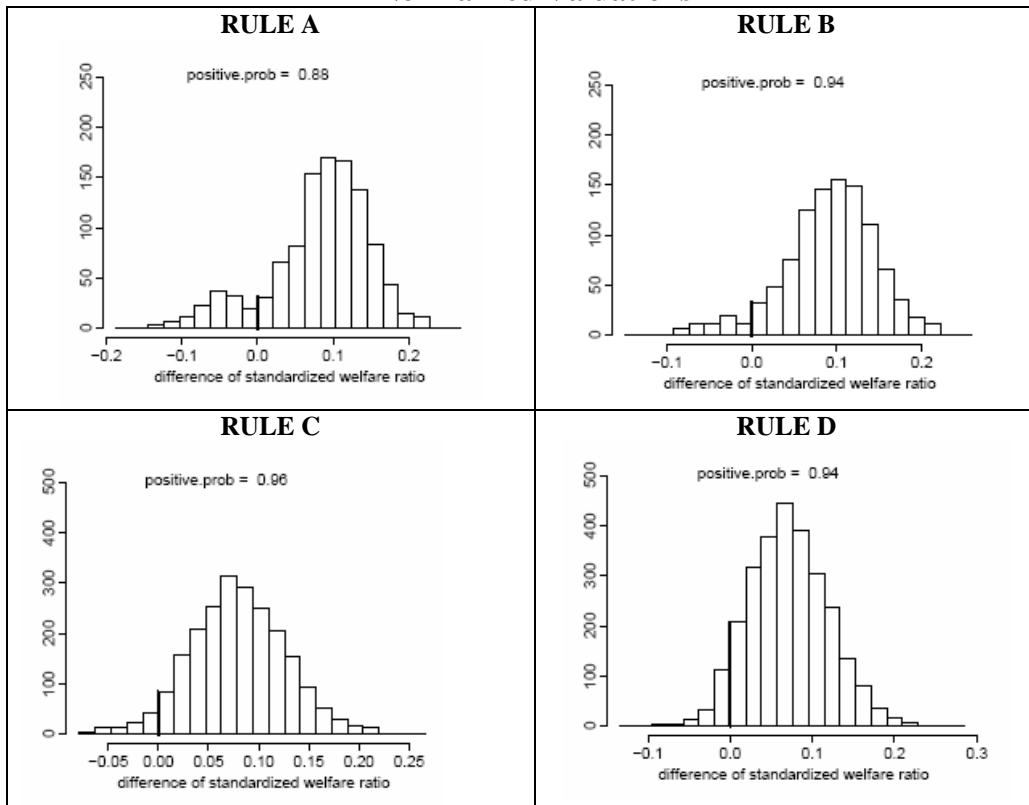 RULE A
positive.prob = 0.88
250
200
150
100
50
0
−0.2 −0.1 0.0 0.1 0.2
difference of standardized welfare ratio
RULE B
positive.prob = 0.94
250
200
150
100
50
0
−0.1 0.0 0.1 0.2
difference of standardized welfare ratio
RULE C
positive.prob = 0.96
500
400
300
200
100
0
−0.05 0.00 0.05 0.10 0.15 0.20 0.25
difference of standardized welfare ratio
RULE D
positive.prob = 0.94
500
400
300
200
100
0
−0.1 0.0 0.1 0.2 0.3
difference of standardized welfare ratio